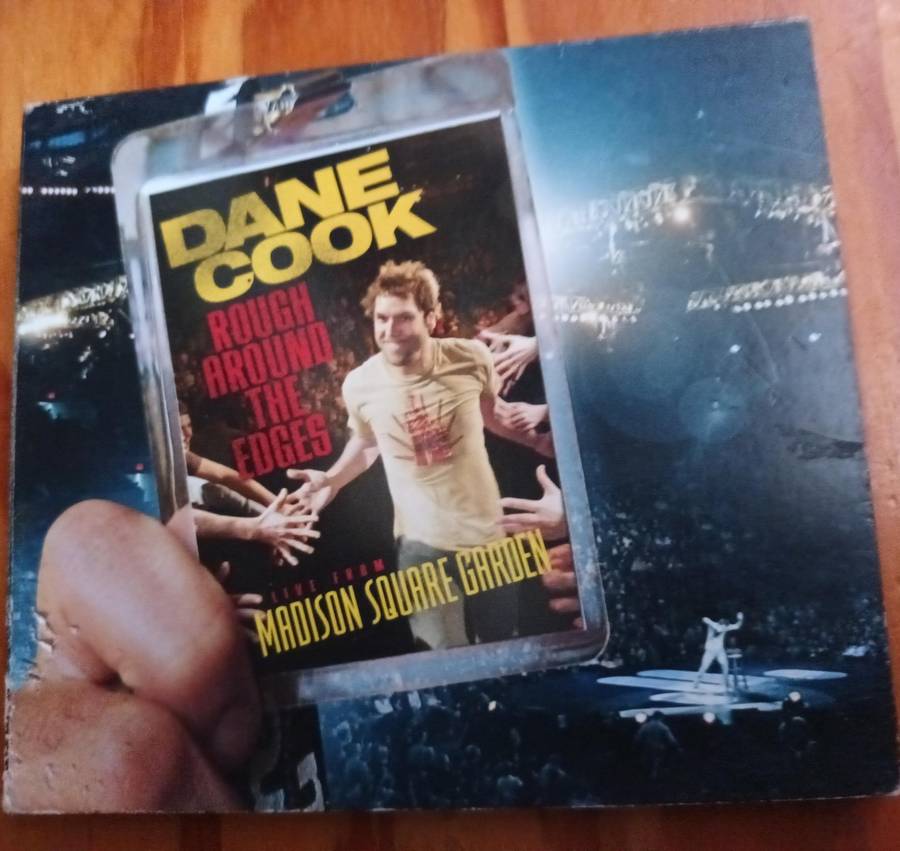 DANE
COOK
ROUGH
AROUND
THE
EDGES
LIVE FROM
MADISON SQUARE GARDEN